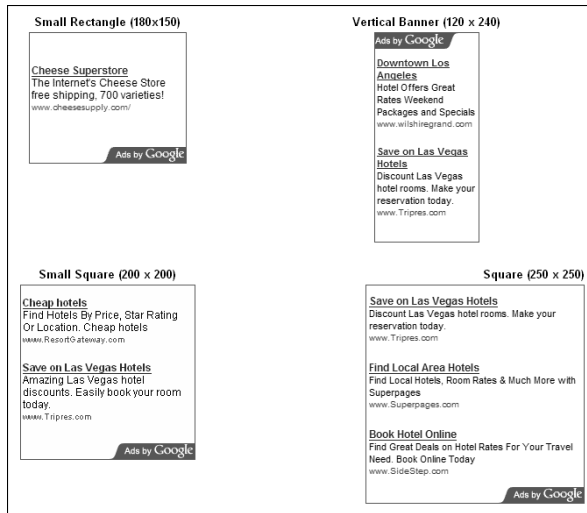 Small Rectangle (180x150)
Cheese Superstore
The Internet's Cheese Store
free shipping, 700 varieties!
www.cheesesupply.com/
Ads by Google
Vertical Banner (120 x 240)
Ads by Google
Downtown Los
Angeles
Hotel Offers Great
Rates Weekend
Packages and Specials
www.wilshiregrand.com
Save on Las Vegas
Hotels
Discount Las Vegas
hotel rooms. Make your
reservation today.
www.Tripres.com
Small Square (200 x 200)
Cheap hotels
Find Hotels By Price, Star Rating
Or Location. Cheap hotels
www.ResortGateway.com
Save on Las Vegas Hotels
Amazing Las Vegas hotel
discounts. Easily book your room
today.
www.Tripres.com
Ads by Google
Square (250 x 250)
Save on Las Vegas Hotels
Discount Las Vegas hotel rooms. Make your
reservation today.
www.Tripres.com
Find Local Area Hotels
Find Local Hotels, Room Rates & Much More with
Superpages
www.Superpages.com
Book Hotel Online
Find Great Deals on Hotel Rates For Your Travel
Need. Book Online Today
www.SideStep.com
Ads by Google